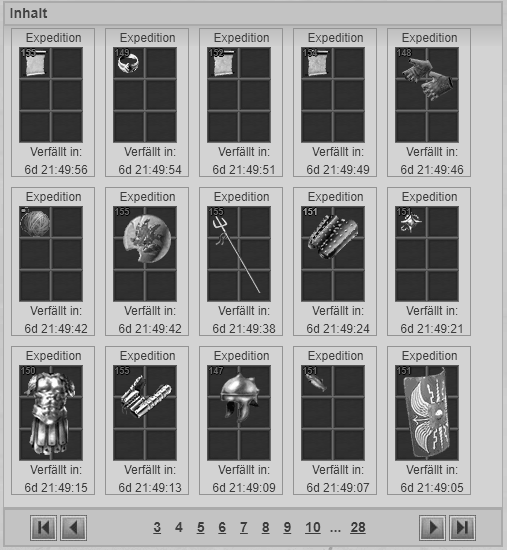 Inhalt
Expedition Expedition Expedition Expedition Expedition
149 148
Verfällt in: Verfällt in: Verfällt in: Verfällt in: Verfällt in:
6d 21:49:56 6d 21:49:54 6d 21:49:51 6d 21:49:49 6d 21:49:46
Expedition Expedition Expedition Expedition Expedition
155 155 151 151
Verfällt in: Verfällt in: Verfällt in: Verfällt in: Verfällt in:
6d 21:49:42 6d 21:49:42 6d 21:49:38 6d 21:49:24 6d 21:49:21
Expedition Expedition Expedition Expedition Expedition
150 155 147 151 151
Verfällt in: Verfällt in: Verfällt in: Verfällt in: Verfällt in:
6d 21:49:15 6d 21:49:13 6d 21:49:09 6d 21:49:07 6d 21:49:05
3 4 5 6 7 8 9 10 ... 28